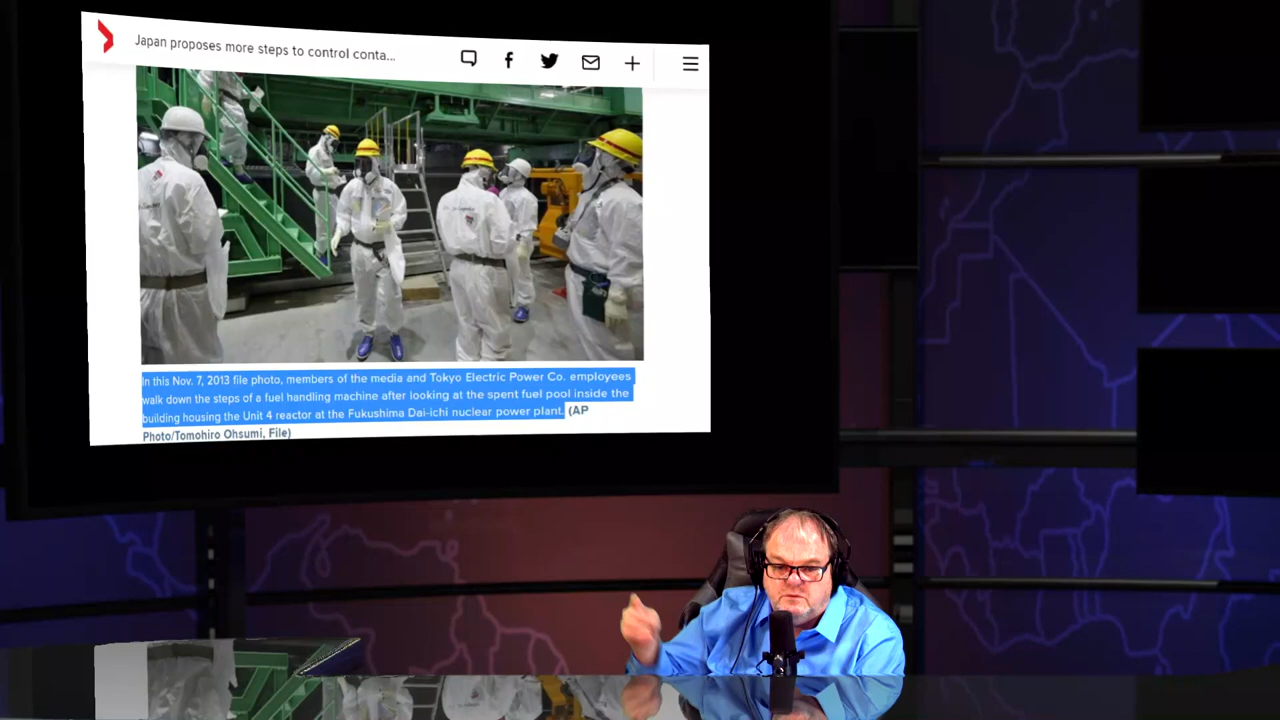 Japan proposes more steps to control conta...
In this Nov. 7, 2013 file photo, members of the media and Tokyo Electric Power Co. employees
walk down the steps of a fuel handling machine after looking at the spent fuel pool inside the
building housing the Unit 4 reactor at the Fukushima Dai-ichi nuclear power plant. (AP
Photo/Tomohiro Ohsumi, File)